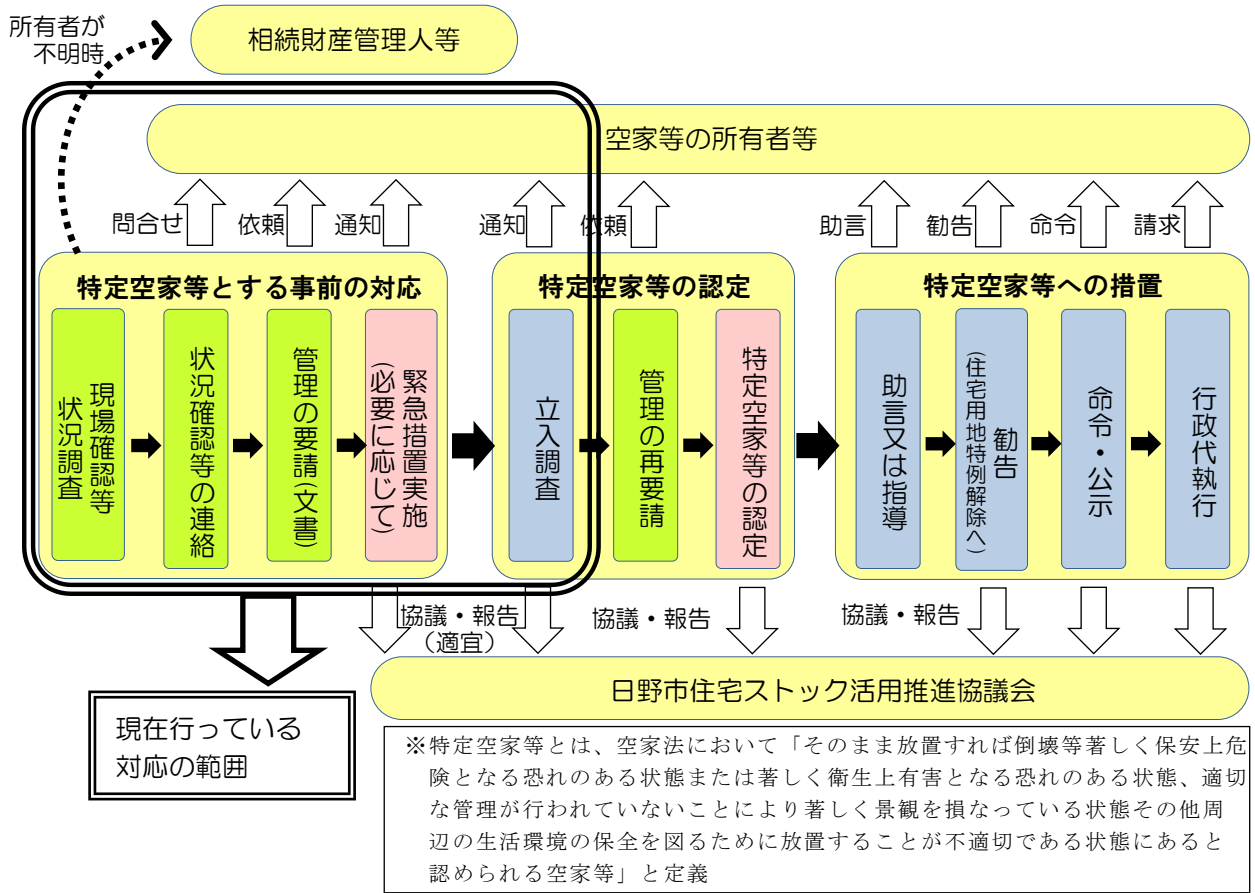 所有者が
不明時
相続財産管理人等
空家等の所有者等
問合せ
依頼
通知
通知
依頼
助言
勧告
命令
請求
特定空家等とする事前の対応
現場確認等
状況調査
状況確認等の連絡
管理の要請(文書)
緊急措置実施
(必要に応じて)
特定空家等の認定
立入調査
管理の再要請
特定空家等の認定
特定空家等への措置
助言又は指導
勧告
(住宅用地特例解除へ)
命令・公示
行政代執行
協議・報告
(適宜)
協議・報告
協議・報告
日野市住宅ストック活用推進協議会
現在行っている
対応の範囲
※特定空家等とは、空家法において「そのまま放置すれば倒壊等著しく保安上危
険となる恐れのある状態または著しく衛生上有害となる恐れのある状態、適切
な管理が行われていないことにより著しく景観を損なっている状態その他周
辺の生活環境の保全を図るために放置することが不適切である状態にあると
認められる空家等」と定義